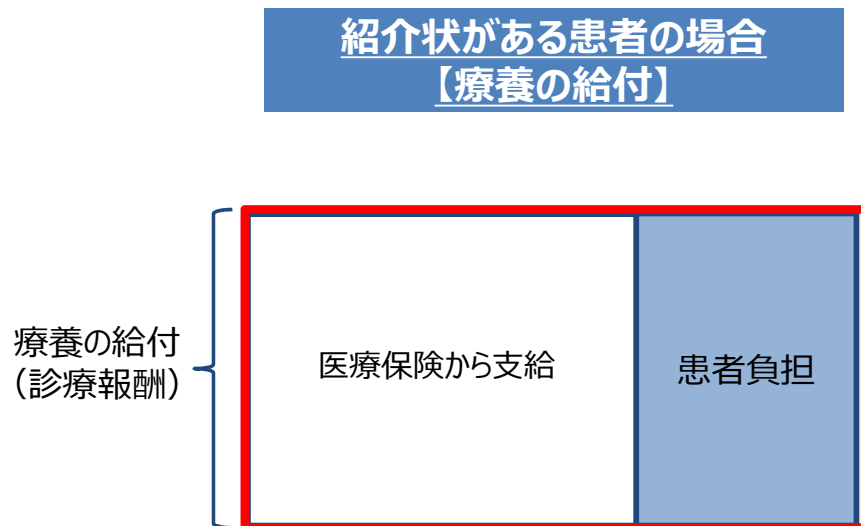 紹介状がある患者の場合
【療養の給付】
療養の給付
（診療報酬）
医療保険から支給
患者負担